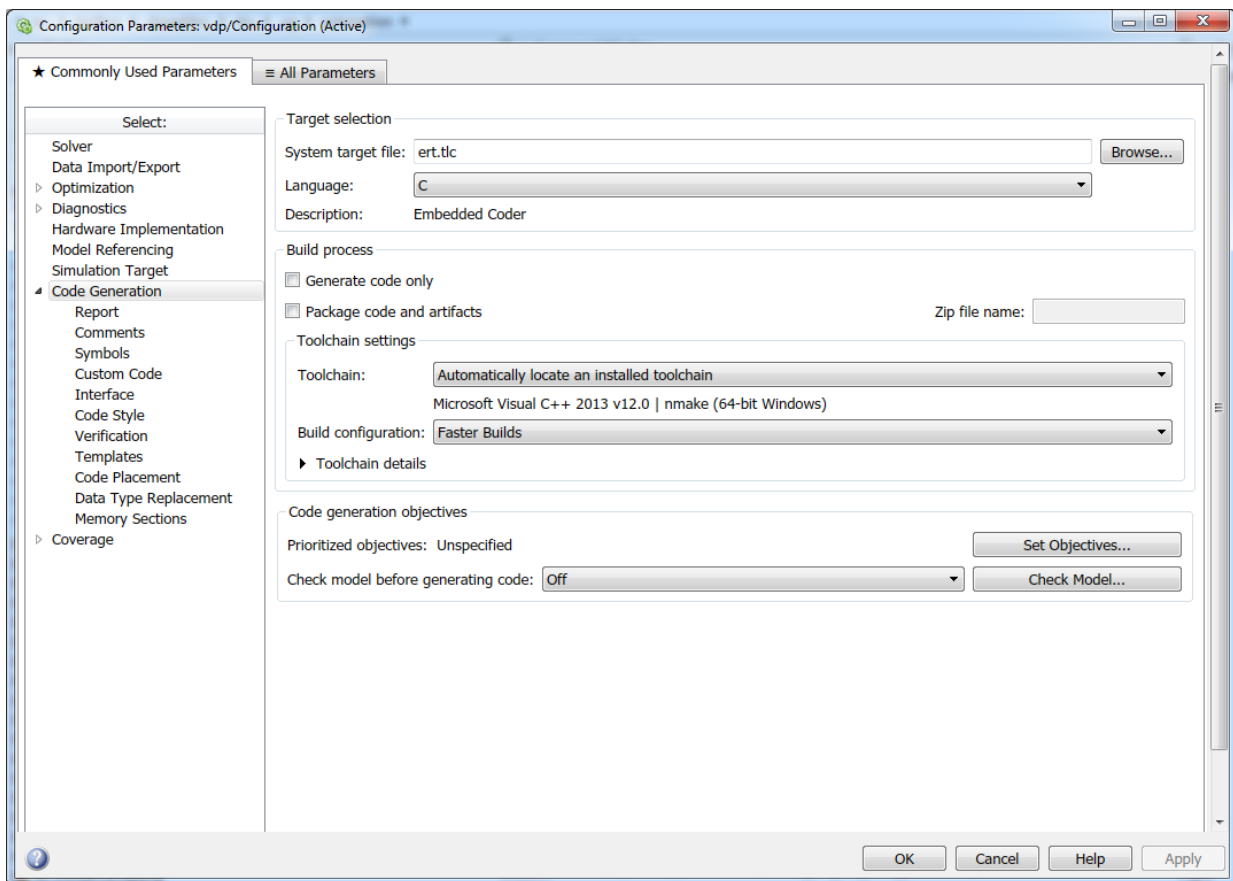 Configuration Parameters: vdp/Configuration (Active)
★ Commonly Used Parameters
≡ All Parameters
Select:
Solver
Data Import/Export
Optimization
Diagnostics
Hardware Implementation
Model Referencing
Simulation Target
Code Generation
Report
Comments
Symbols
Custom Code
Interface
Code Style
Verification
Templates
Code Placement
Data Type Replacement
Memory Sections
Coverage
Target selection
System target file: ert.tlc Browse...
Language: C
Description: Embedded Coder
Build process
Generate code only
Package code and artifacts Zip file name:
Toolchain settings
Toolchain: Automatically locate an installed toolchain
Microsoft Visual C++ 2013 v12.0 | nmake (64-bit Windows)
Build configuration: Faster Builds
Toolchain details
Code generation objectives
Prioritized objectives: Unspecified Set Objectives...
Check model before generating code: Off Check Model...
OK Cancel Help Apply